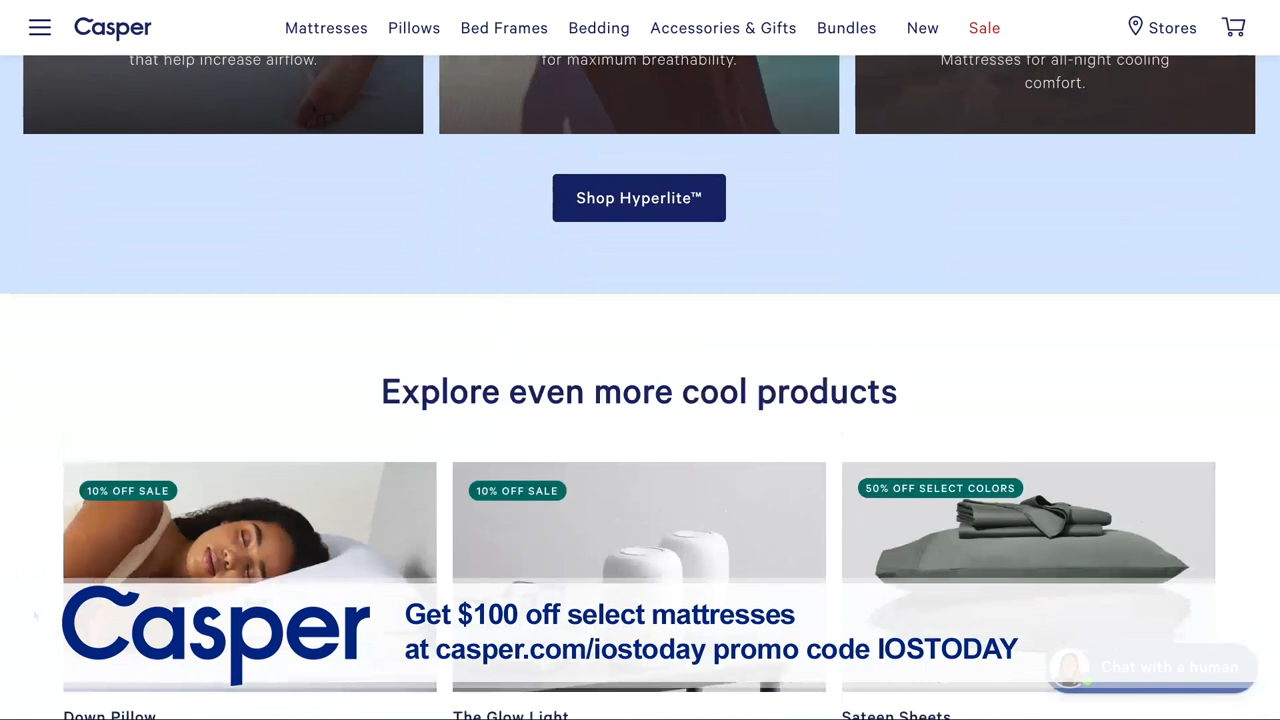 Casper
Mattresses
Pillows
Bed Frames
Bedding
Accessories & Gifts
Bundles
New
Sale
Stores
that help increase airflow.
for maximum breathability.
Mattresses for all-night cooling
comfort.
Shop Hyperlite™
Explore even more cool products
10% OFF SALE
10% OFF SALE
50% OFF SELECT COLORS
Casper
Get $100 off select mattresses
at casper.com/iostoday promo code IOSTODAY
Chat with a human
Down Pillow
The Glow Light
Sateen Sheets